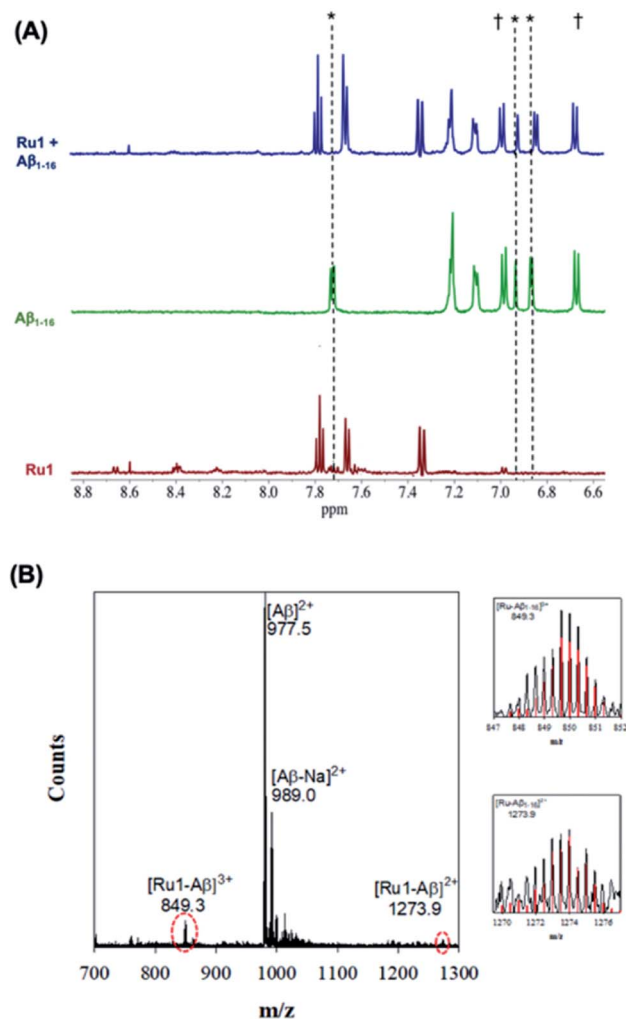 (A)
† * * * †
Ru1 +
Aβ1-16
Aβ1-16
Ru1
8.8 8.6 8.4 8.2 8.0 7.8 7.6 7.4 7.2 7.0 6.8 6.6
ppm
(B)
[Aβ]2+
977.5
[Aβ-Na]2+
989.0
[Ru1-Aβ]3+
849.3
[Ru1-Aβ]2+
1273.9
Counts
700 800 900 1000 1100 1200 1300
m/z
849.3
847 848 849 850 851 852
m/z
1273.9
1270 1272 1274 1276
m/z